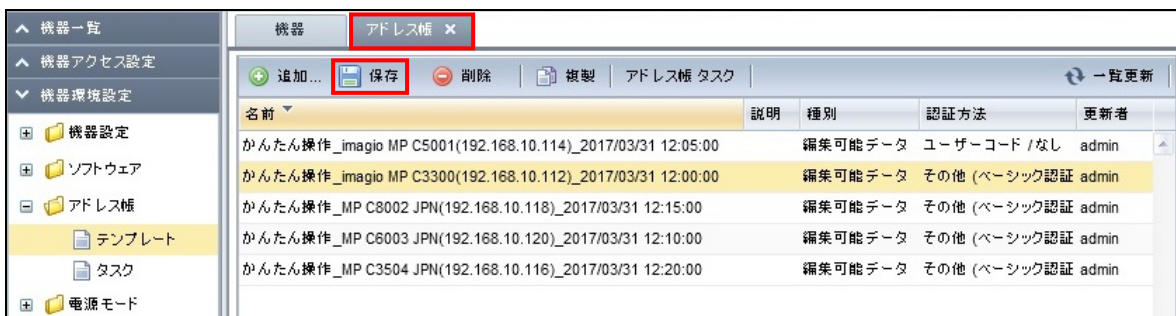 機器一覧
機器アクセス設定
機器環境設定
機器設定
ソフトウェア
アドレス帳
テンプレート
タスク
電源モード
機器 アドレス帳 ×
追加... 保存 削除 複製 アドレス帳 タスク 一覧更新
名前 説明 種別 認証方法 更新者
かんたん操作_imagio MP C5001(192.168.10.114)_2017/03/31 12:05:00 編集可能データ ユーザーコード / なし admin
かんたん操作_imagio MP C3300(192.168.10.112)_2017/03/31 12:00:00 編集可能データ その他 (ベーシック認証 admin
かんたん操作_MP C8002 JPN(192.168.10.118)_2017/03/31 12:15:00 編集可能データ その他 (ベーシック認証 admin
かんたん操作_MP C6003 JPN(192.168.10.120)_2017/03/31 12:10:00 編集可能データ その他 (ベーシック認証 admin
かんたん操作_MP C3504 JPN(192.168.10.116)_2017/03/31 12:20:00 編集可能データ その他 (ベーシック認証 admin